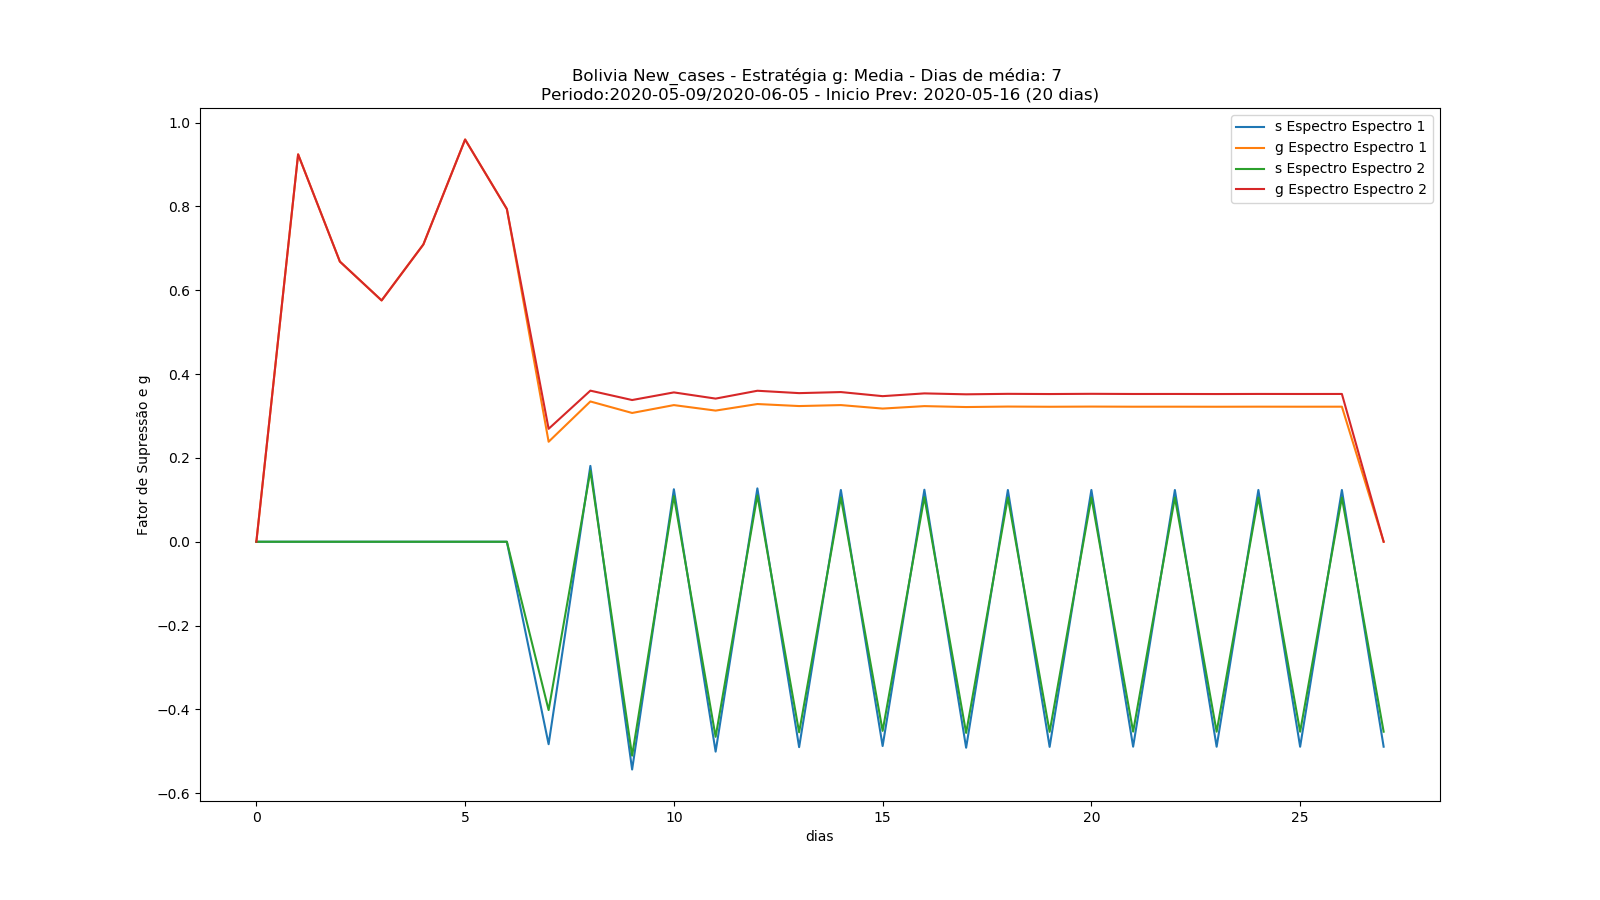 Bolivia New_cases - Estratégia g: Media - Dias de média: 7
Periodo:2020-05-09/2020-06-05 - Inicio Prev: 2020-05-16 (20 dias)
s Espectro Espectro 1
g Espectro Espectro 1
s Espectro Espectro 2
g Espectro Espectro 2
Fator de Supressão e g
1.0
0.8
0.6
0.4
0.2
0.0
−0.2
−0.4
−0.6
0 5 10 15 20 25
dias